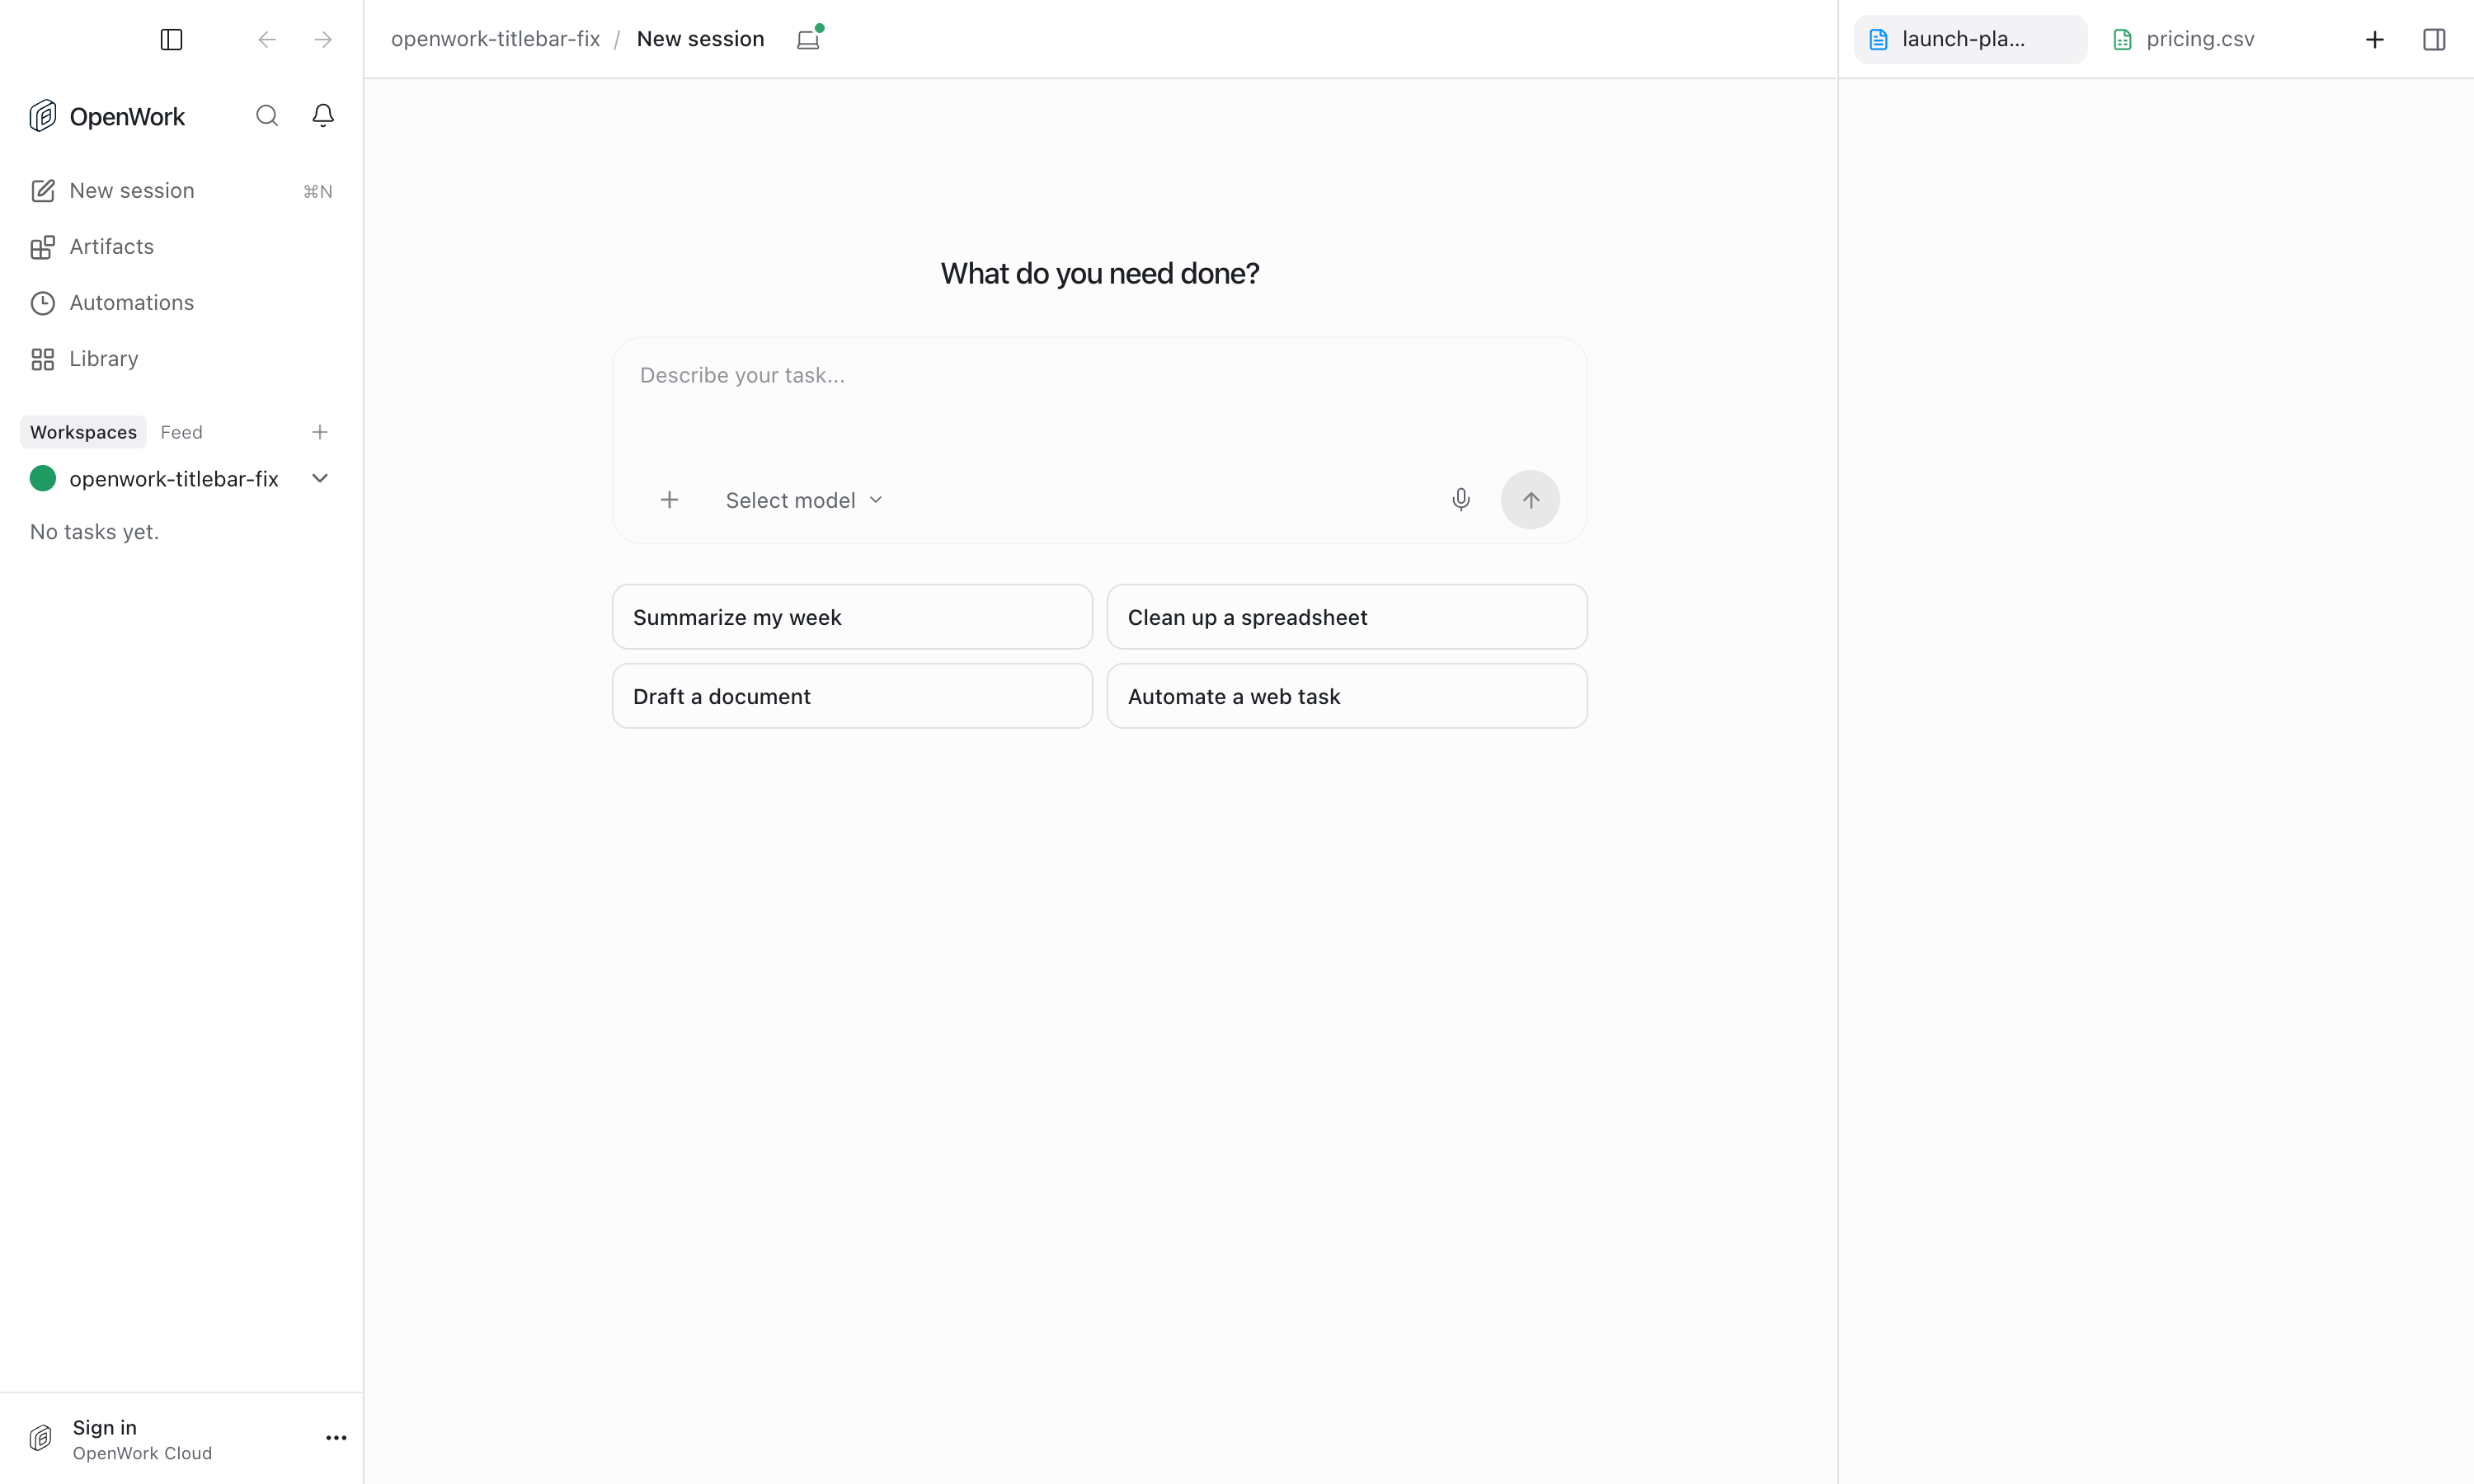 openwork-titlebar-fix / New session
launch-pla...
pricing.csv
OpenWork
New session ⌘N
Artifacts
Automations
Library
Workspaces Feed
openwork-titlebar-fix
No tasks yet.
What do you need done?
Describe your task...
Select model
Summarize my week
Clean up a spreadsheet
Draft a document
Automate a web task
Sign in
OpenWork Cloud